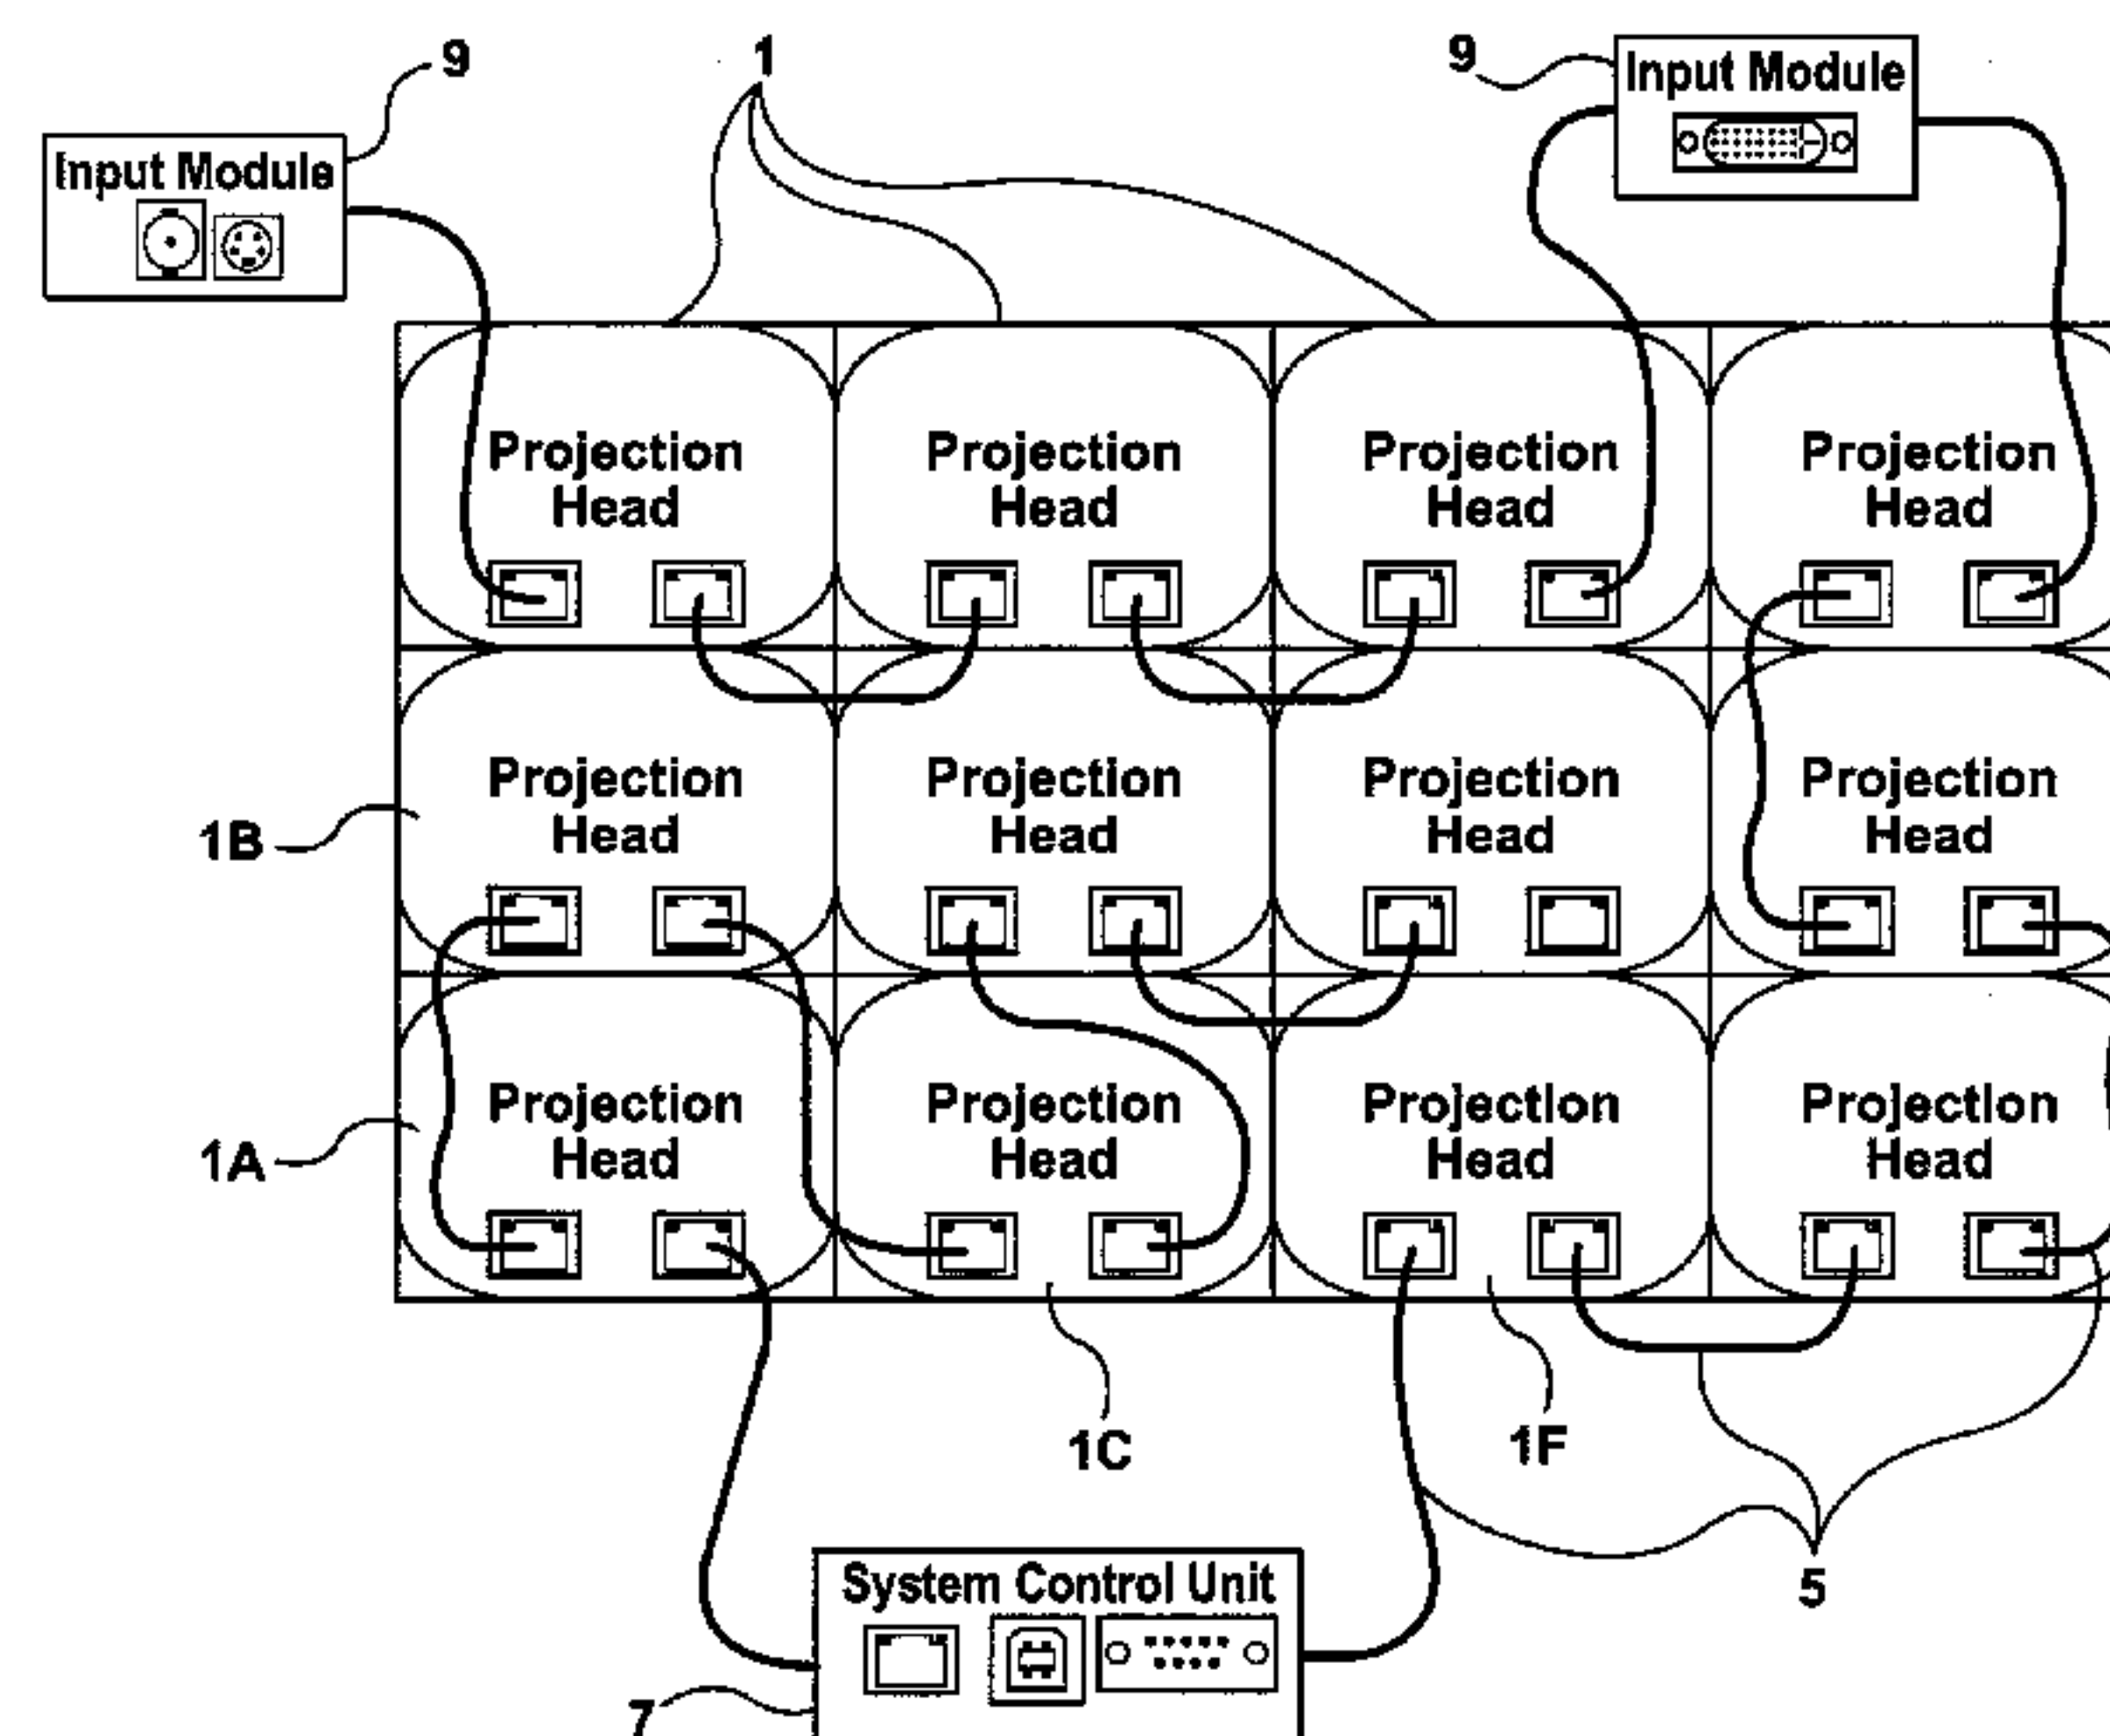 9
1
9
Input Module
Input Module
Projection
Head
Projection
Head
Projection
Head
Projection
Head
Projection
Head
Projection
Head
Projection
Head
Projection
Head
1B
Projection
Head
Projection
Head
Projection
Head
Projection
Head
1A
1C
1F
5
System Control Unit
7